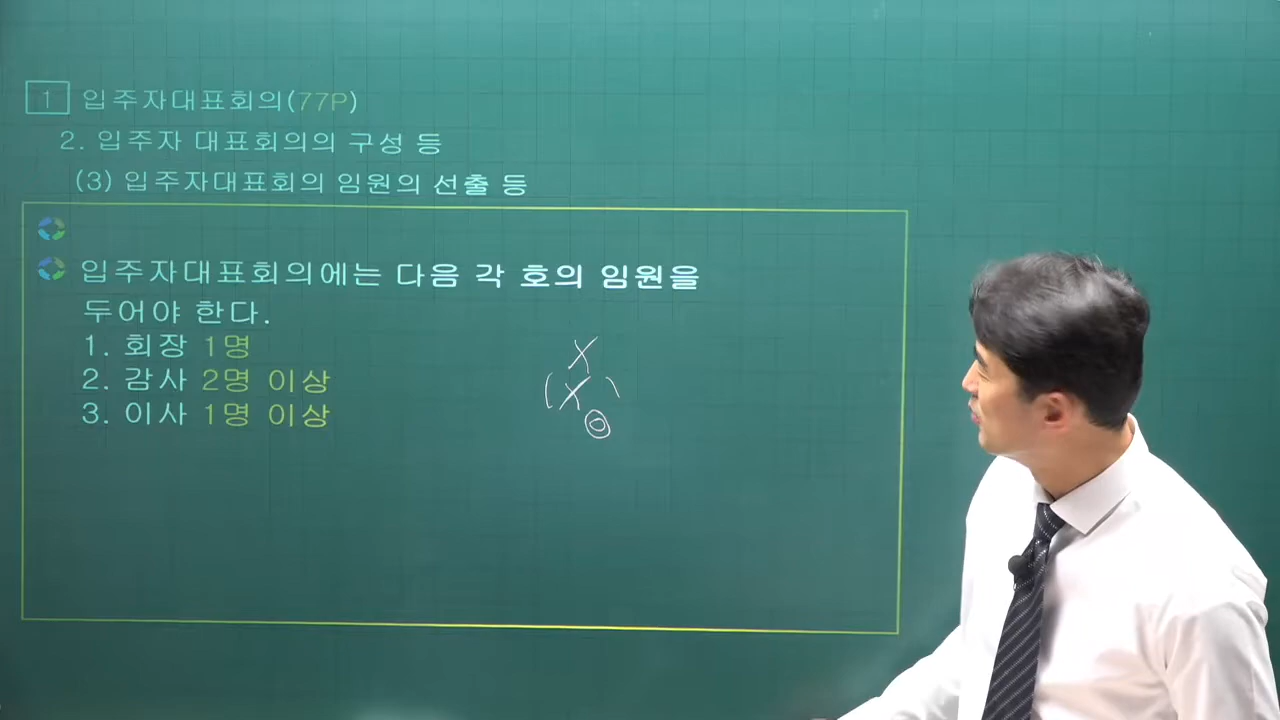 1 입주자대표회의(77P)
2. 입주자 대표회의의 구성 등
(3) 입주자대표회의 임원의 선출 등
입주자대표회의에는 다음 각 호의 임원을
두어야 한다.
1. 회장 1명
2. 감사 2명 이상
3. 이사 1명 이상
X
( X )
◎